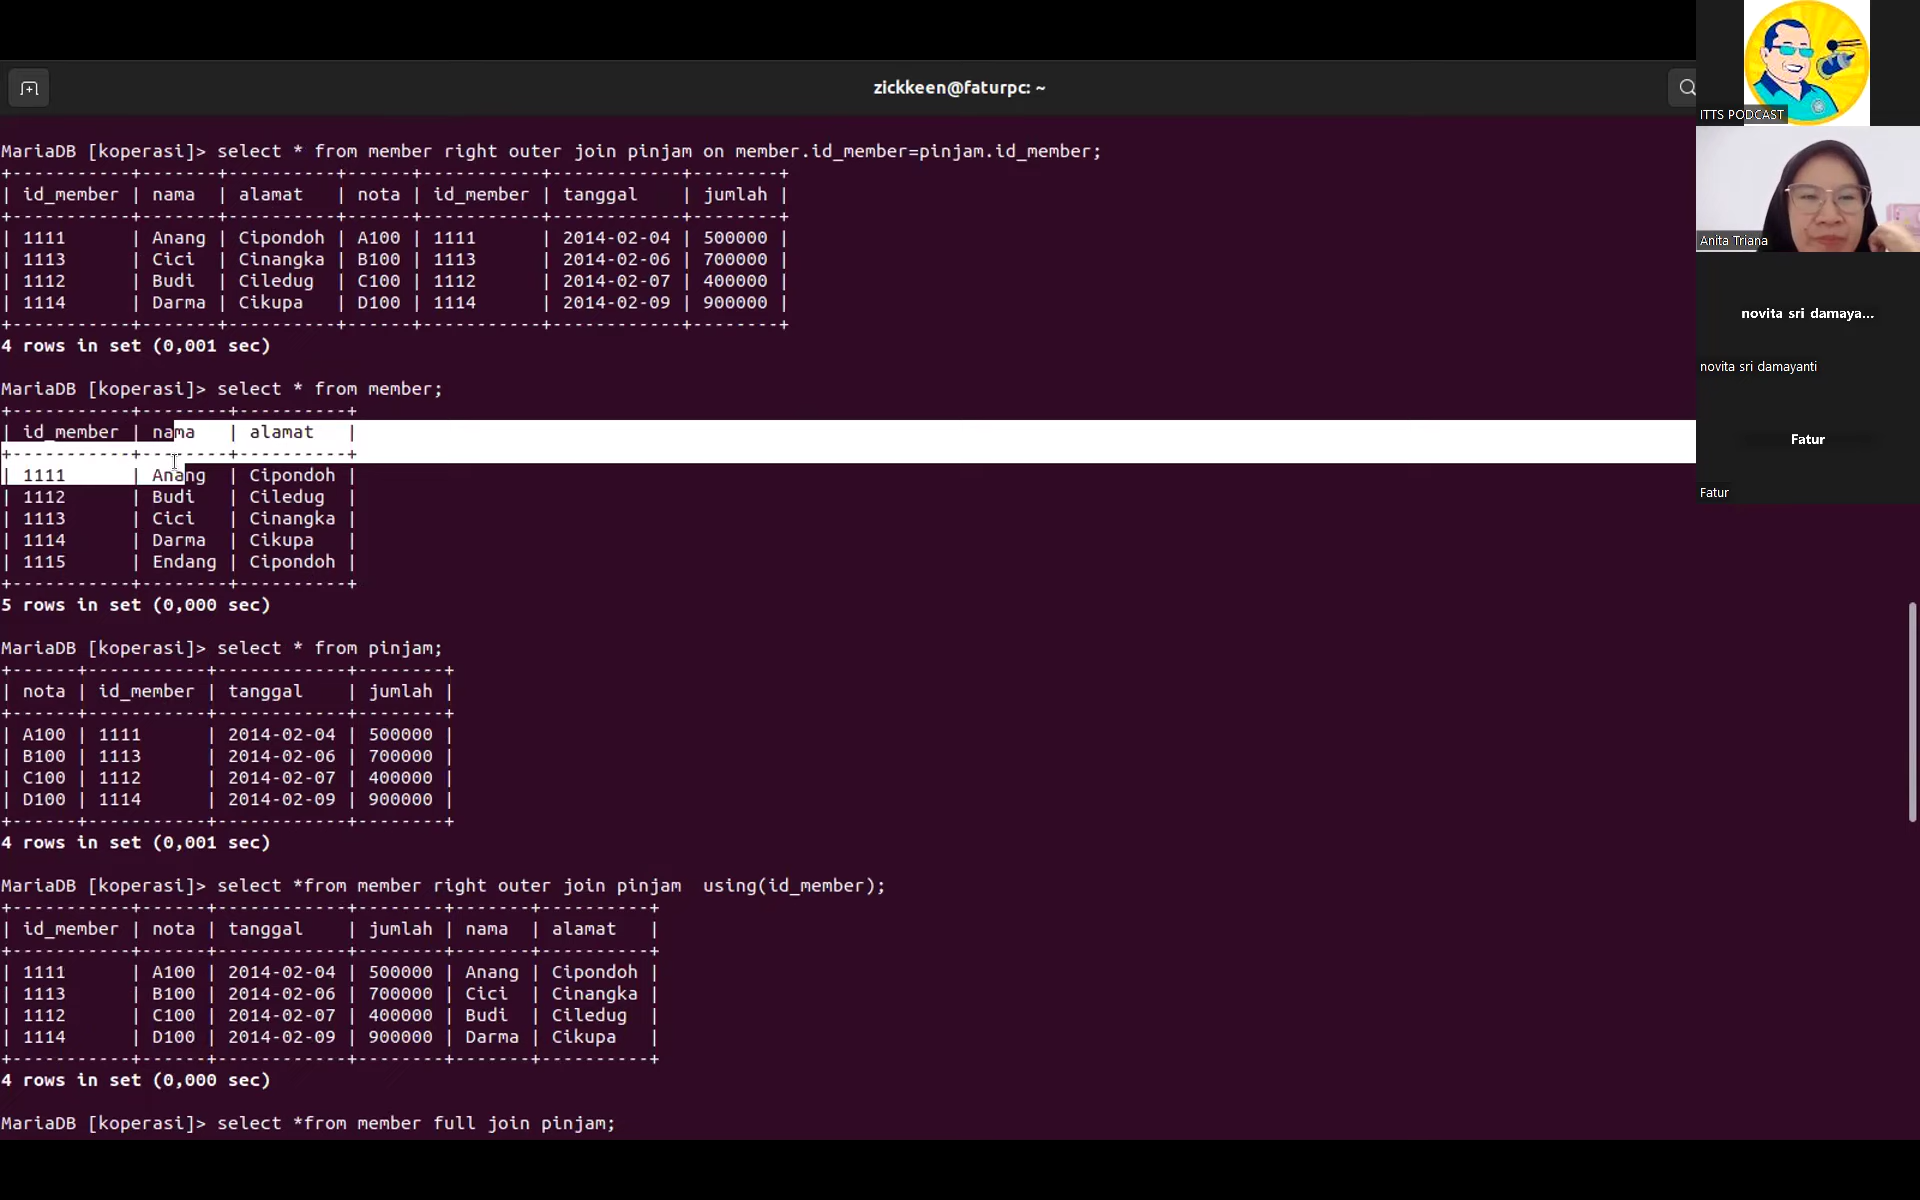 zickkeen@faturpc: ~
MariaDB [koperasi]> select * from member right outer join pinjam on member.id_member=pinjam.id_member;
+-----------+-------+----------+------+-----------+------------+--------+
| id_member | nama  | alamat   | nota | id_member | tanggal    | jumlah |
+-----------+-------+----------+------+-----------+------------+--------+
| 1111      | Anang | Cipondoh | A100 | 1111      | 2014-02-04 | 500000 |
| 1113      | Cici  | Cinangka | B100 | 1113      | 2014-02-06 | 700000 |
| 1112      | Budi  | Ciledug  | C100 | 1112      | 2014-02-07 | 400000 |
| 1114      | Darma | Cikupa   | D100 | 1114      | 2014-02-09 | 900000 |
+-----------+-------+----------+------+-----------+------------+--------+
4 rows in set (0,001 sec)
MariaDB [koperasi]> select * from member;
+-----------+--------+----------+
| id_member | nama   | alamat   |
+-----------+--------+----------+
| 1111      | Anang  | Cipondoh |
| 1112      | Budi   | Ciledug  |
| 1113      | Cici   | Cinangka |
| 1114      | Darma  | Cikupa   |
| 1115      | Endang | Cipondoh |
+-----------+--------+----------+
5 rows in set (0,000 sec)
MariaDB [koperasi]> select * from pinjam;
+------+-----------+------------+--------+
| nota | id_member | tanggal    | jumlah |
+------+-----------+------------+--------+
| A100 | 1111      | 2014-02-04 | 500000 |
| B100 | 1113      | 2014-02-06 | 700000 |
| C100 | 1112      | 2014-02-07 | 400000 |
| D100 | 1114      | 2014-02-09 | 900000 |
+------+-----------+------------+--------+
4 rows in set (0,001 sec)
MariaDB [koperasi]> select *from member right outer join pinjam  using(id_member);
+-----------+------+------------+--------+-------+----------+
| id_member | nota | tanggal    | jumlah | nama  | alamat   |
+-----------+------+------------+--------+-------+----------+
| 1111      | A100 | 2014-02-04 | 500000 | Anang | Cipondoh |
| 1113      | B100 | 2014-02-06 | 700000 | Cici  | Cinangka |
| 1112      | C100 | 2014-02-07 | 400000 | Budi  | Ciledug  |
| 1114      | D100 | 2014-02-09 | 900000 | Darma | Cikupa   |
+-----------+------+------------+--------+-------+----------+
4 rows in set (0,000 sec)
MariaDB [koperasi]> select *from member full join pinjam;
ITTS PODCAST
Anita Triana
novita sri damaya...
novita sri damayanti
Fatur
Fatur